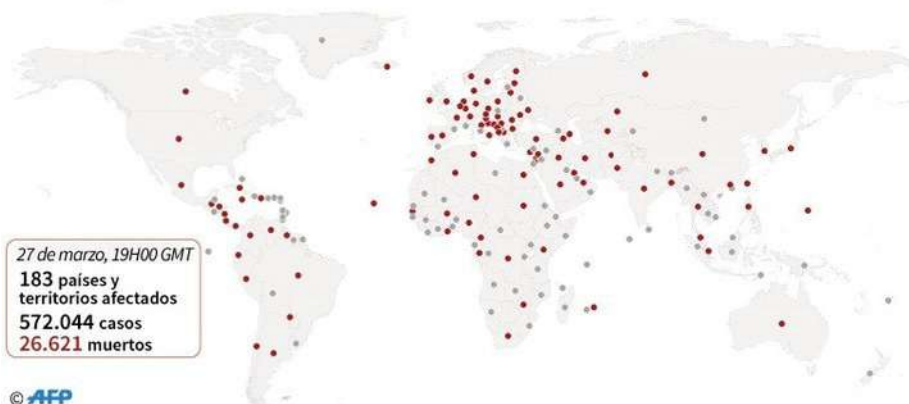 27 de marzo, 19H00 GMT
183 países y
territorios afectados
572.044 casos
26.621 muertos
© AFP